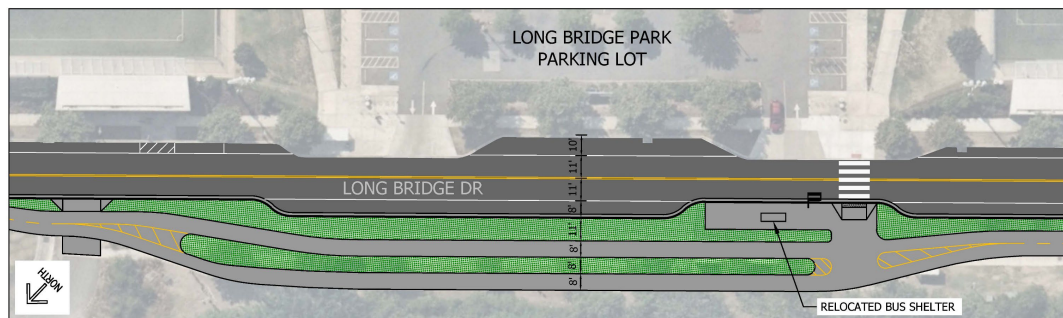 LONG BRIDGE PARK
PARKING LOT
10'
11'
11'
LONG BRIDGE DR
8'
11'
8'
8'
8'
NORTH
RELOCATED BUS SHELTER